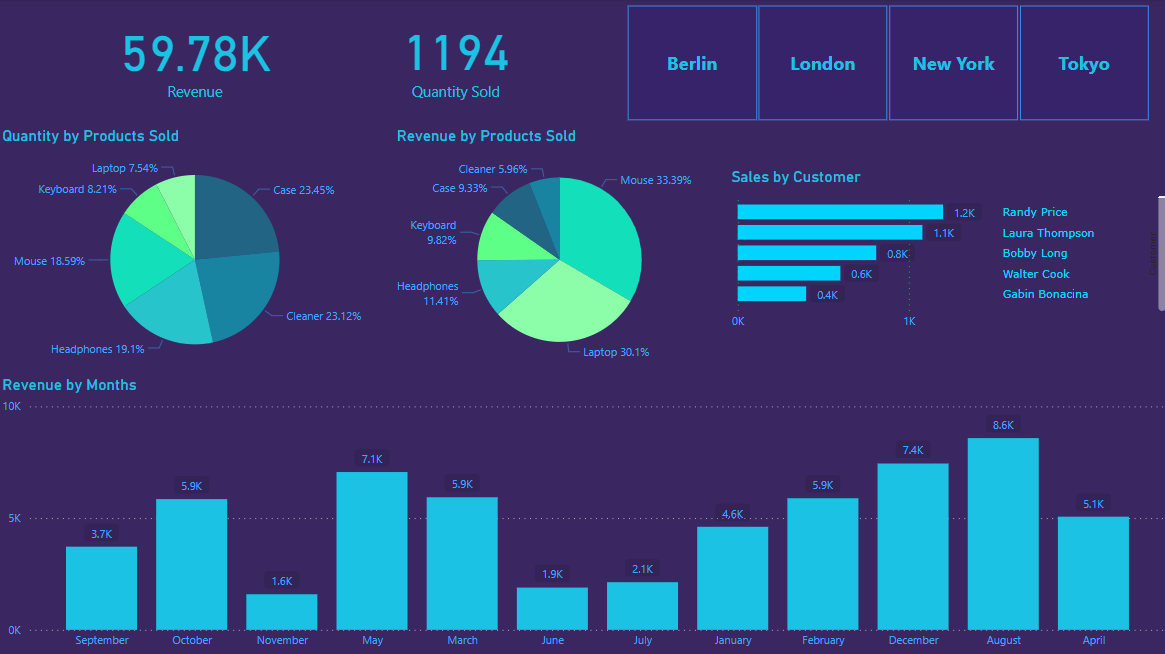 59.78K
Revenue
1194
Quantity Sold
Berlin
London
New York
Tokyo
Quantity by Products Sold
Laptop 7.54%
Keyboard 8.21%
Case 23.45%
Mouse 18.59%
Cleaner 23.12%
Headphones 19.1%
Revenue by Products Sold
Cleaner 5.96%
Case 9.33%
Mouse 33.39%
Keyboard
9.82%
Headphones
11.41%
Laptop 30.1%
Sales by Customer
1.2K
Randy Price
1.1K
Laura Thompson
0.8K
Bobby Long
0.6K
Walter Cook
0.4K
Gabin Bonacina
0K
1K
Revenue by Months
10K
5K
0K
3.7K
5.9K
1.6K
7.1K
5.9K
1.9K
2.1K
4.6K
5.9K
7.4K
8.6K
5.1K
September
October
November
May
March
June
July
January
February
December
August
April